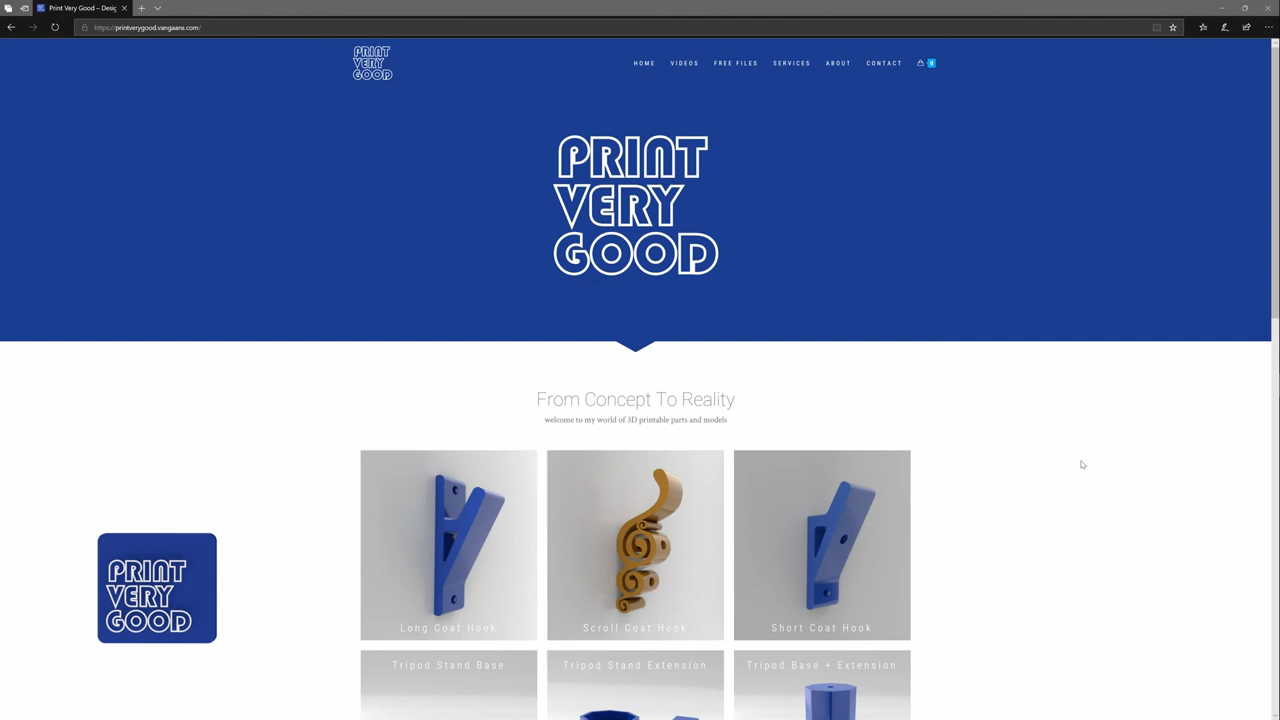 Print Very Good – Desig
https://printverygood.vangaans.com/
PRINT
VERY
GOOD
HOME VIDEOS FREE FILES SERVICES ABOUT CONTACT 0
PRINT
VERY
GOOD
From Concept To Reality
welcome to my world of 3D printable parts and models
Long Coat Hook
Scroll Coat Hook
Short Coat Hook
PRINT
VERY
GOOD
Tripod Stand Base
Tripod Stand Extension
Tripod Base + Extension